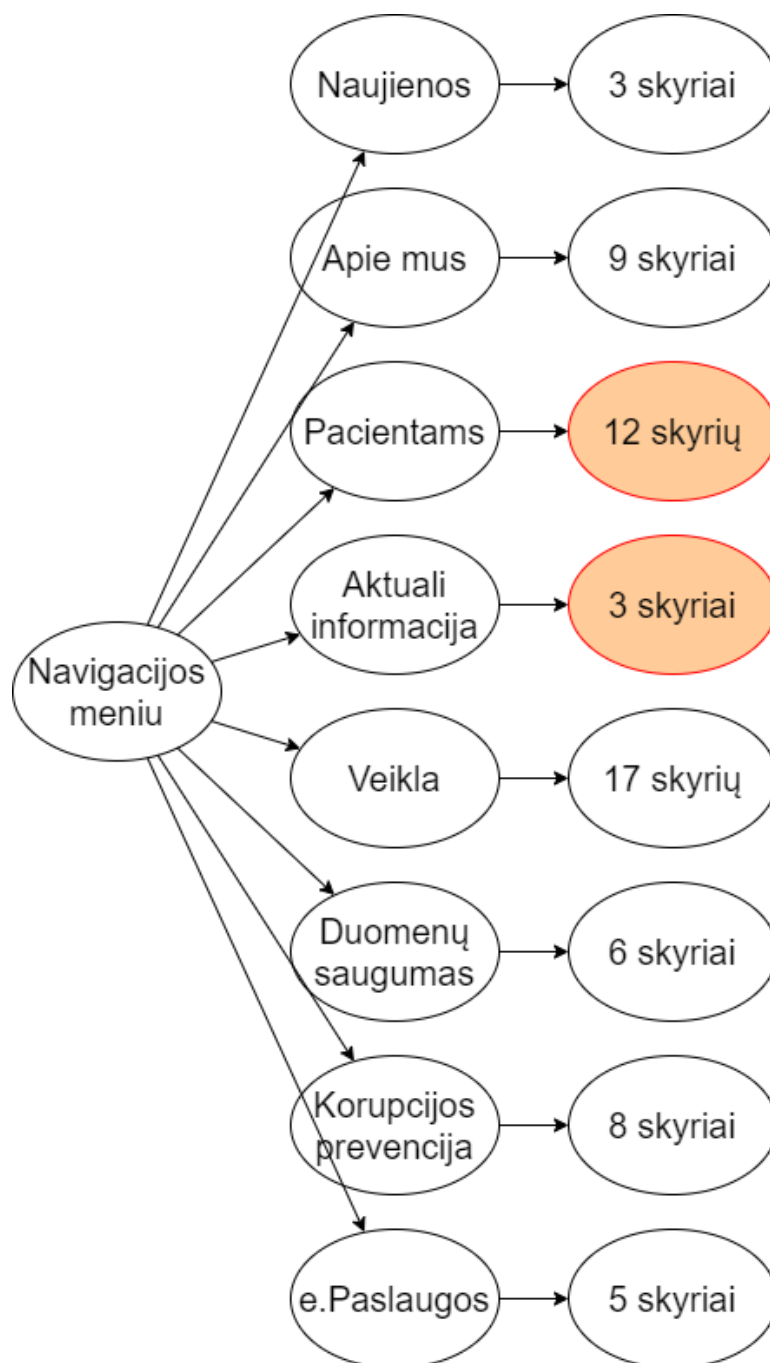 Naujienos
3 skyriai
Apie mus
9 skyriai
Pacientams
12 skyrių
Aktuali
informacija
3 skyriai
Navigacijos
meniu
Veikla
17 skyrių
Duomenų
saugumas
6 skyriai
Korupcijos
prevencija
8 skyriai
e.Paslaugos
5 skyriai